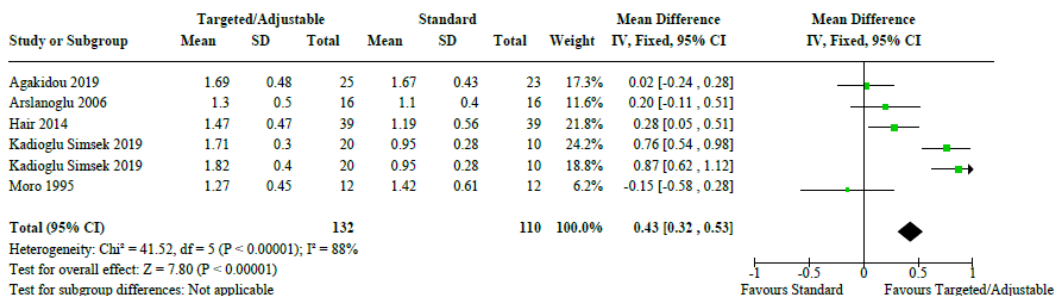 Targeted/Adjustable Standard Mean Difference Mean Difference
Study or Subgroup Mean SD Total Mean SD Total Weight IV, Fixed, 95% CI IV, Fixed, 95% CI
Agakidou 2019 1.69 0.48 25 1.67 0.43 23 17.3% 0.02 [-0.24 , 0.28]
Arslanoglu 2006 1.3 0.5 16 1.1 0.4 16 11.6% 0.20 [-0.11 , 0.51]
Hair 2014 1.47 0.47 39 1.19 0.56 39 21.8% 0.28 [0.05 , 0.51]
Kadioglu Simsek 2019 1.71 0.3 20 0.95 0.28 10 24.2% 0.76 [0.54 , 0.98]
Kadioglu Simsek 2019 1.82 0.4 20 0.95 0.28 10 18.8% 0.87 [0.62 , 1.12]
Moro 1995 1.27 0.45 12 1.42 0.61 12 6.2% -0.15 [-0.58 , 0.28]
Total (95% CI) 132 110 100.0% 0.43 [0.32 , 0.53]
Heterogeneity: Chi² = 41.52, df = 5 (P < 0.00001); I² = 88%
Test for overall effect: Z = 7.80 (P < 0.00001)
Test for subgroup differences: Not applicable
-1 -0.5 0 0.5 1
Favours Standard Favours Targeted/Adjustable